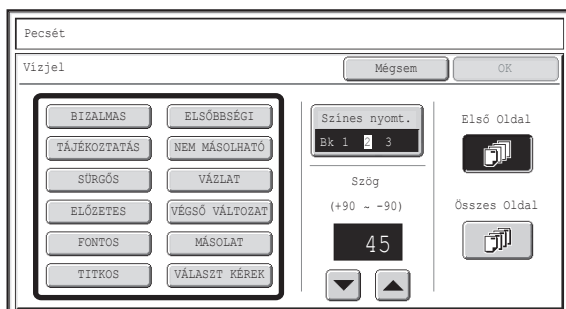 Pecsét
Vízjel
Mégsem
OK
BIZALMAS
ELSŐBBSÉGI
TÁJÉKOZTATÁS
NEM MÁSOLHATÓ
SÜRGŐS
VÁZLAT
ELŐZETES
VÉGSŐ VÁLTOZAT
FONTOS
MÁSOLAT
TITKOS
VÁLASZT KÉREK
Színes nyomt.
Bk 1 2 3
Szög
(+90 ~ -90)
45
Első Oldal
Összes Oldal